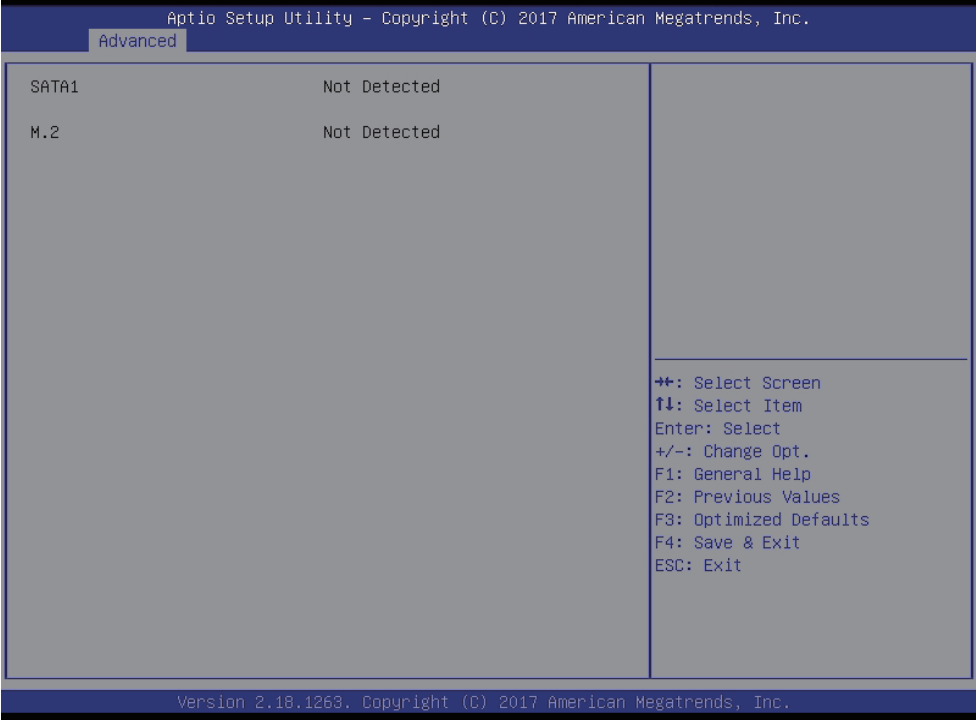 Aptio Setup Utility – Copyright (C) 2017 American Megatrends, Inc.
Advanced
SATA1 Not Detected
M.2 Not Detected
→←: Select Screen
↑↓: Select Item
Enter: Select
+/-: Change Opt.
F1: General Help
F2: Previous Values
F3: Optimized Defaults
F4: Save & Exit
ESC: Exit
Version 2.18.1263. Copyright (C) 2017 American Megatrends, Inc.